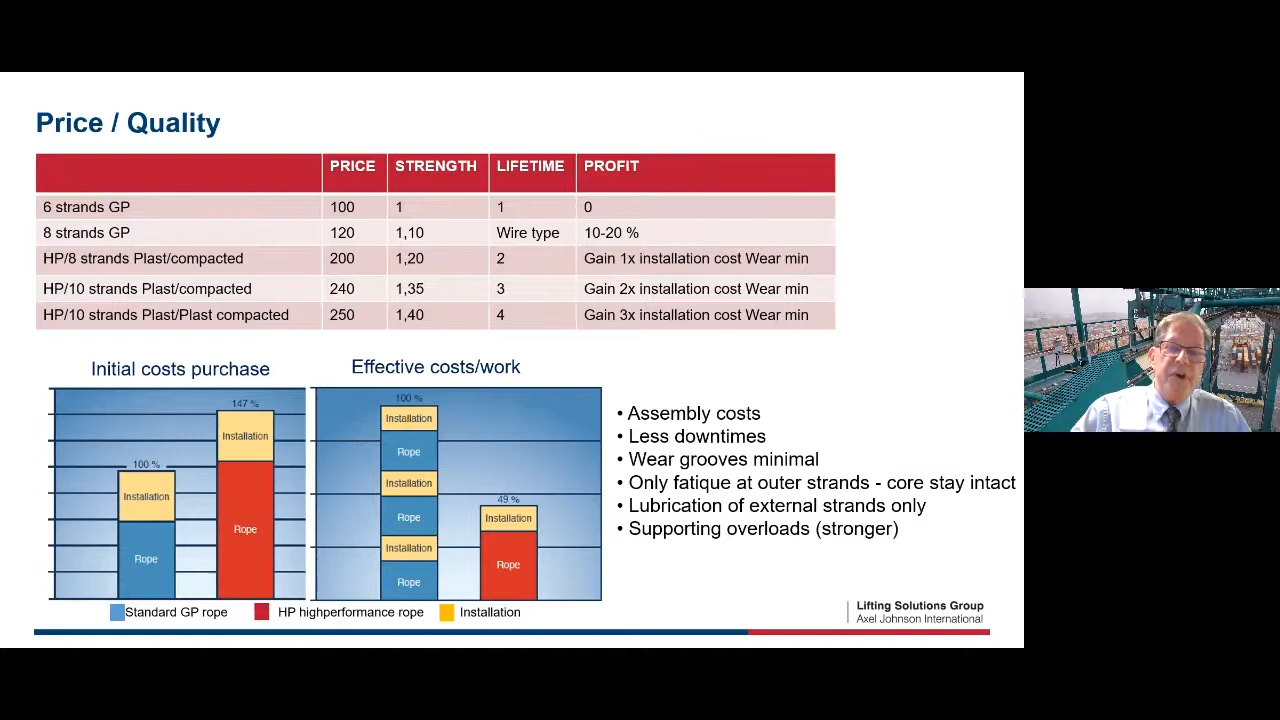 Price / Quality
PRICE STRENGTH LIFETIME PROFIT
6 strands GP 100 1 1 0
8 strands GP 120 1,10 Wire type 10-20 %
HP/8 strands Plast/compacted 200 1,20 2 Gain 1x installation cost Wear min
HP/10 strands Plast/compacted 240 1,35 3 Gain 2x installation cost Wear min
HP/10 strands Plast/Plast compacted 250 1,40 4 Gain 3x installation cost Wear min
Initial costs purchase
147 %
Installation
100 %
Installation
Rope
Rope
Effective costs/work
100 %
Installation
Rope
Installation
Rope
Installation
Rope
49 %
Installation
Rope
Standard GP rope HP highperformance rope Installation
• Assembly costs
• Less downtimes
• Wear grooves minimal
• Only fatique at outer strands - core stay intact
• Lubrication of external strands only
• Supporting overloads (stronger)
Lifting Solutions Group
Axel Johnson International